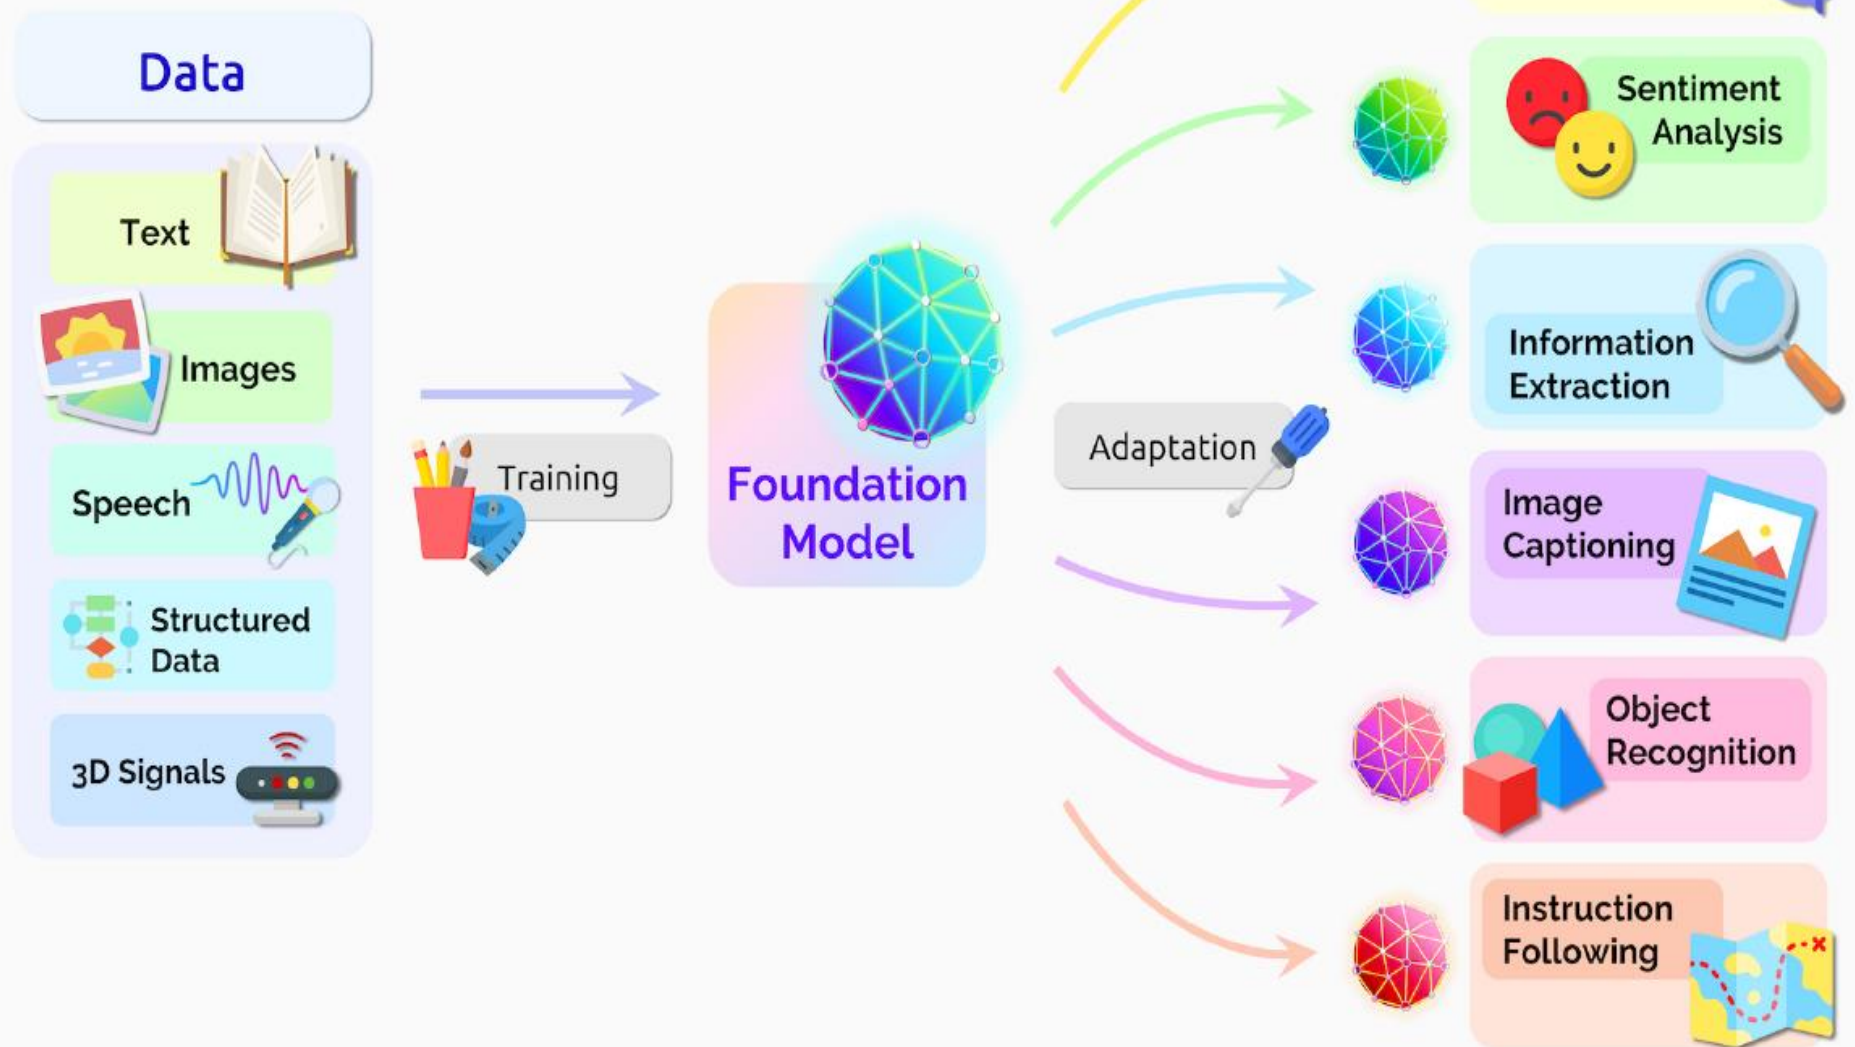 Data
Text
Images
Speech
Structured
Data
3D Signals
Training
Foundation
Model
Adaptation
Sentiment
Analysis
Information
Extraction
Image
Captioning
Object
Recognition
Instruction
Following